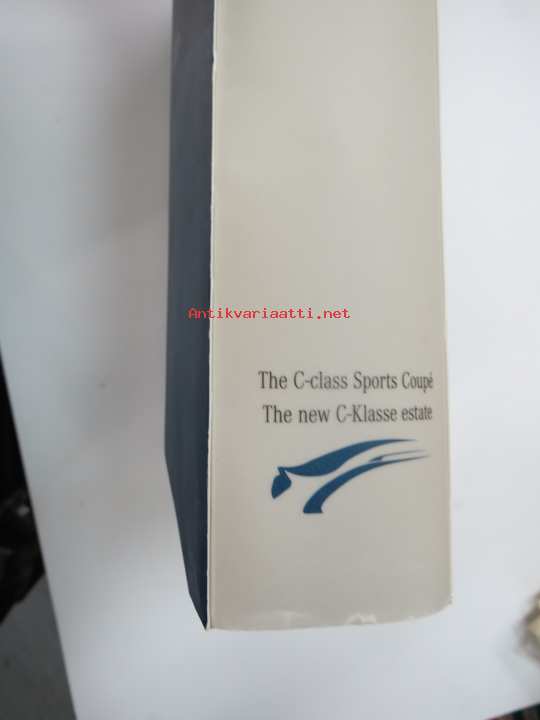 Antikvariaatti.net
The C-class Sports Coupé
The new C-Klasse estate